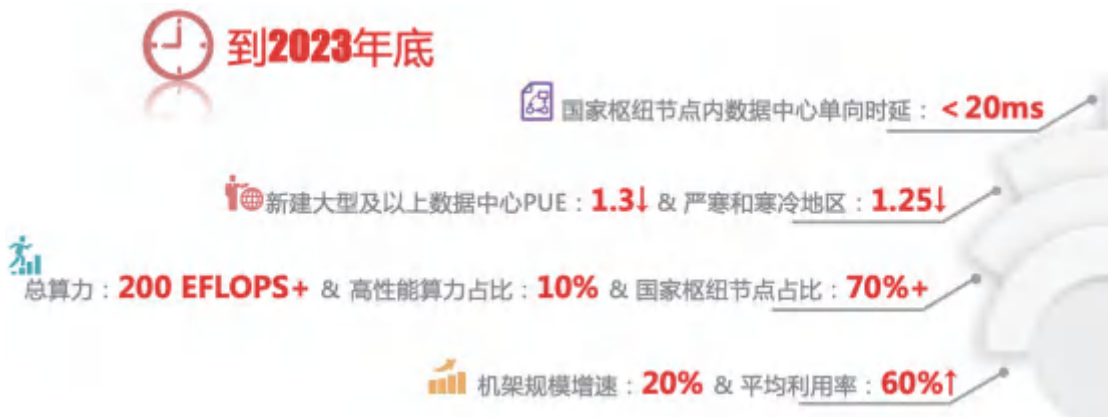 到2023年底
国家枢纽节点内数据中心单向时延：< 20ms
新建大型及以上数据中心PUE：1.3↓ & 严寒和寒冷地区：1.25↓
总算力：200 EFLOPS+ & 高性能算力占比：10% & 国家枢纽节点占比：70%+
机架规模增速：20% & 平均利用率：60%↑